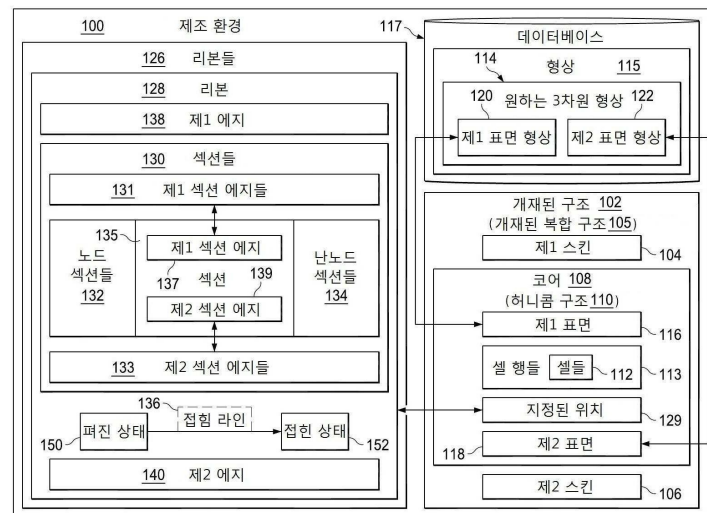 100 제조 환경
126 리본들
128 리본
138 제1 에지
130 섹션들
131 제1 섹션 에지들
노드
섹션들
132
135
제1 섹션 에지
137
섹션
139
제2 섹션 에지
난노드
섹션들
134
133 제2 섹션 에지들
136
접힘 라인
펴진 상태
150
접힌 상태
152
140 제2 에지
117
데이터베이스
형상 115
114
원하는 3차원 형상
120
122
제1 표면 형상
제2 표면 형상
개재된 구조 102
(개재된 복합 구조105)
제1 스킨
104
코어 108
(허니콤 구조110)
제1 표면
116
셀 행들
셀들
112
113
지정된 위치
129
제2 표면
118
제2 스킨
106